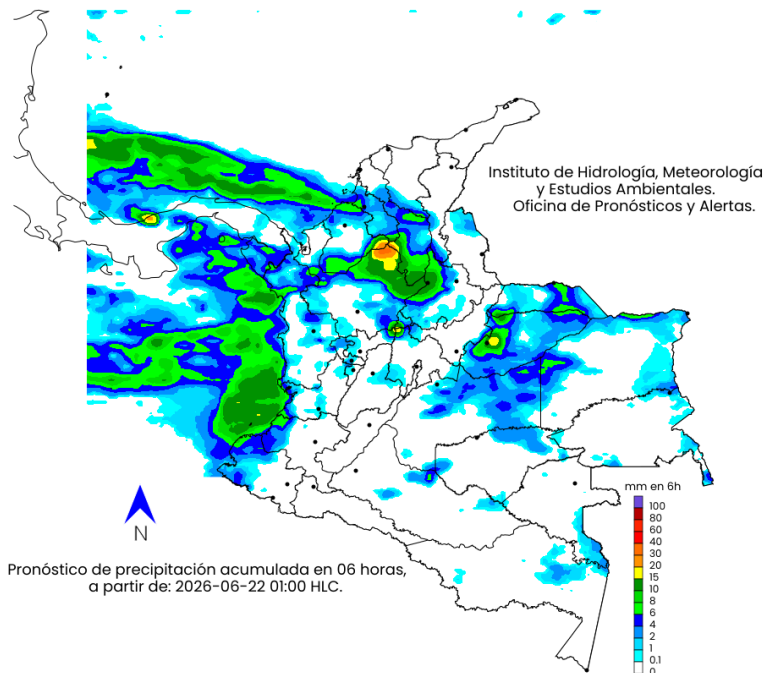 Instituto de Hidrología, Meteorología
y Estudios Ambientales.
Oficina de Pronósticos y Alertas.
N
Pronóstico de precipitación acumulada en 06 horas,
a partir de: 2026-06-22 01:00 HLC.
mm en 6h
100
80
60
40
30
20
15
10
8
6
4
2
1
0.1
0